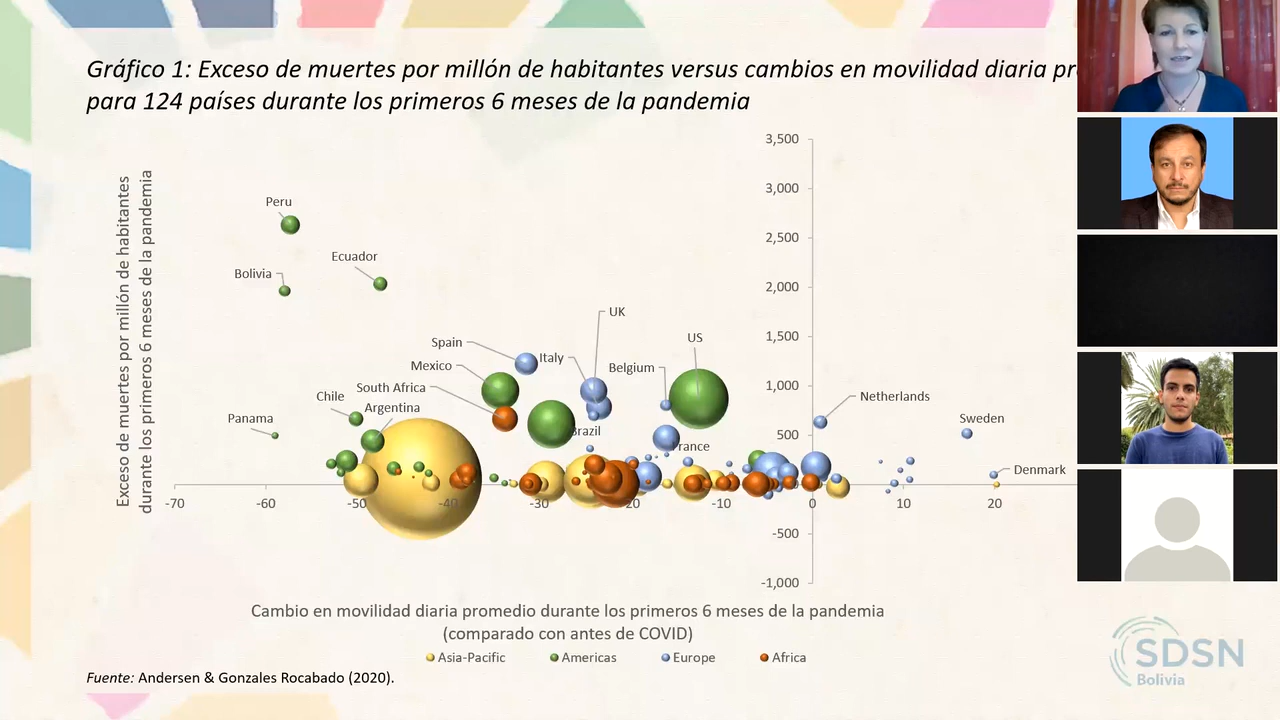 Gráfico 1: Exceso de muertes por millón de habitantes versus cambios en movilidad diaria
para 124 países durante los primeros 6 meses de la pandemia
Exceso de muertes por millón de habitantes
durante los primeros 6 meses de la pandemia
3,500
3,000
2,500
2,000
1,500
1,000
500
-500
-1,000
Peru
Ecuador
Bolivia
UK
US
Spain
Italy
Mexico
Belgium
South Africa
Chile
Argentina
Netherlands
Panama
Brazil
France
Sweden
Denmark
-70
-60
-50
-40
-30
-20
-10
0
10
20
Cambio en movilidad diaria promedio durante los primeros 6 meses de la pandemia
(comparado con antes de COVID)
Asia-Pacific
Americas
Europe
Africa
Fuente: Andersen & Gonzales Rocabado (2020).
SDSN
Bolivia